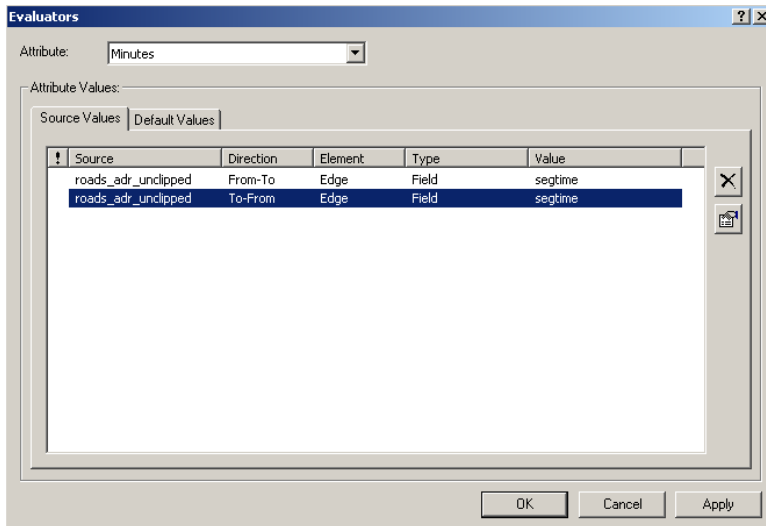 Evaluators
Attribute: Minutes
Attribute Values:
Source Values Default Values
! Source Direction Element Type Value
roads_adr_unclipped From-To Edge Field segtime
roads_adr_unclipped To-From Edge Field segtime
OK Cancel Apply